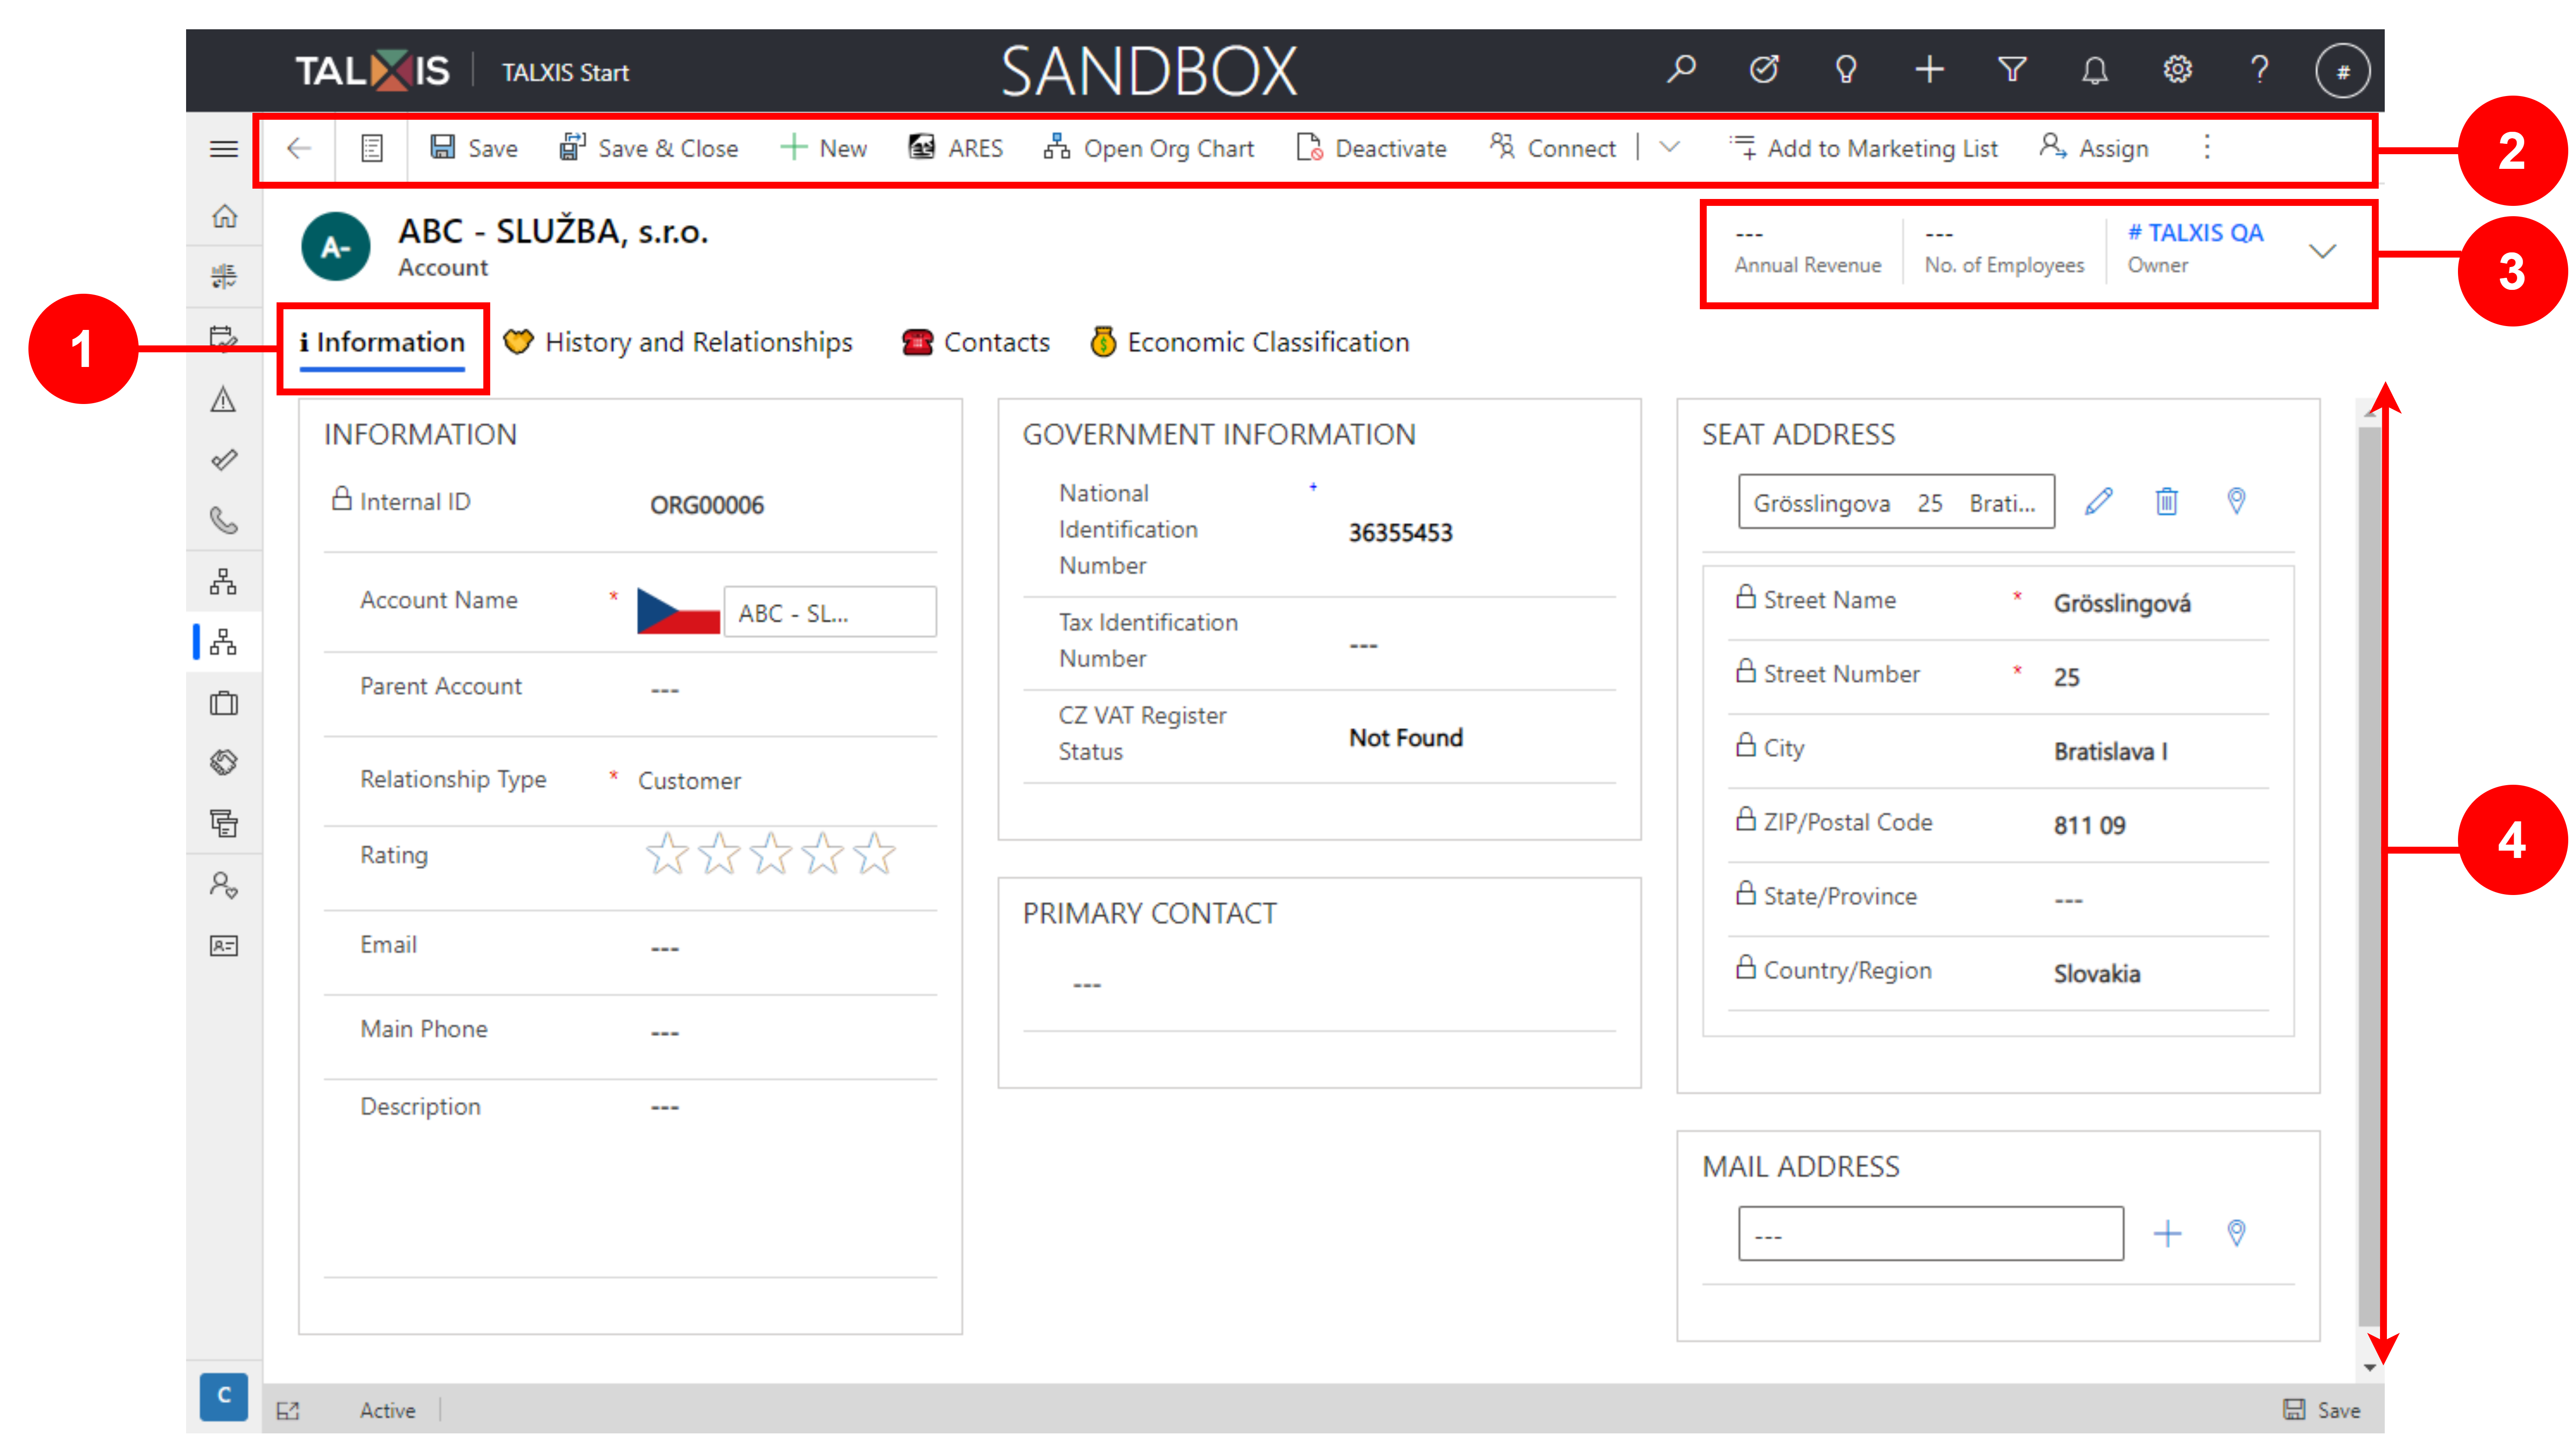 TALXIS | TALXIS Start
SANDBOX
?
#
Save
Save & Close
New
ARES
Open Org Chart
Deactivate
Connect
Add to Marketing List
Assign
2
A-
ABC - SLUŽBA, s.r.o.
Account
---
Annual Revenue
---
No. of Employees
# TALXIS QA
Owner
3
1
i Information
History and Relationships
Contacts
Economic Classification
INFORMATION
Internal ID
ORG00006
Account Name *
ABC - SL...
Parent Account
---
Relationship Type *
Customer
Rating
Email
---
Main Phone
---
Description
---
GOVERNMENT INFORMATION
National
Identification
Number
+
36355453
Tax Identification
Number
---
CZ VAT Register
Status
Not Found
PRIMARY CONTACT
---
SEAT ADDRESS
Grösslingova 25 Brati...
Street Name *
Grösslingová
Street Number *
25
City
Bratislava I
ZIP/Postal Code
811 09
State/Province
---
Country/Region
Slovakia
4
MAIL ADDRESS
---
C
Active
Save